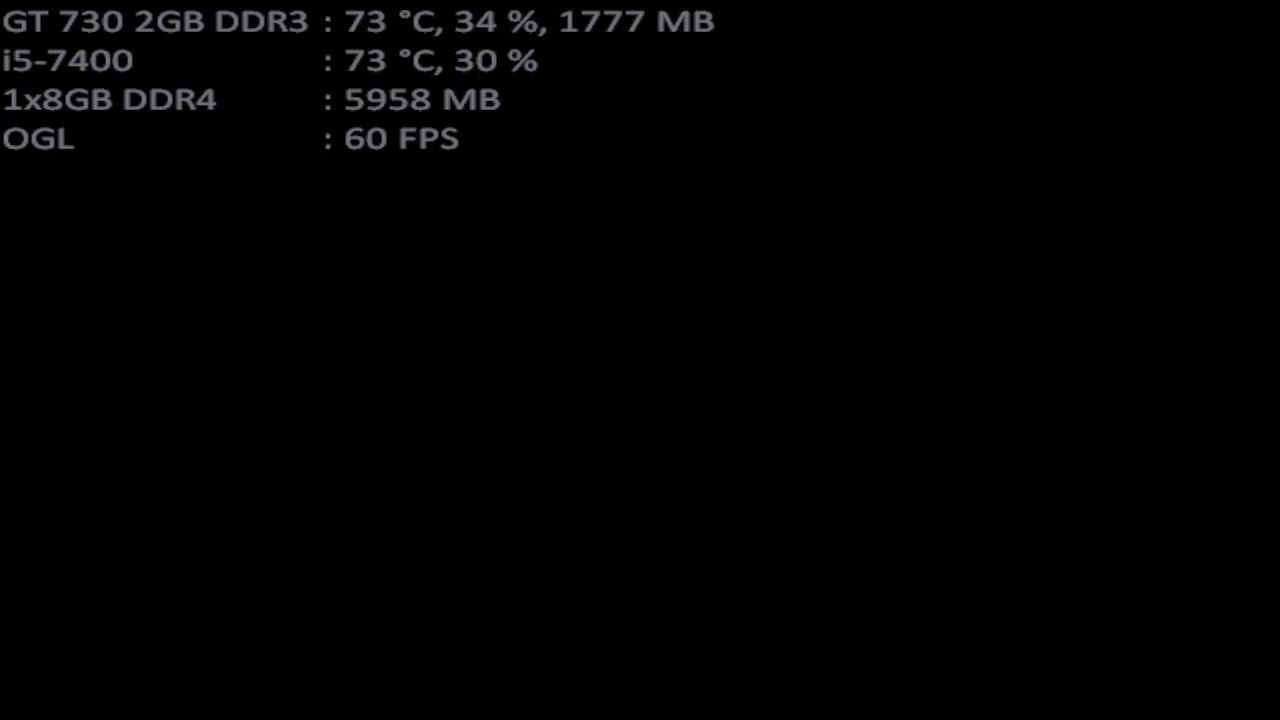 GT 730 2GB DDR3 : 73 °C, 34 %, 1777 MB
i5-7400 : 73 °C, 30 %
1x8GB DDR4 : 5958 MB
OGL : 60 FPS